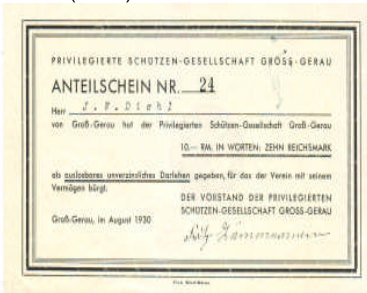 PRIVILEGIERTE SCHÜTZEN-GESELLSCHAFT GROSS-GERAU
ANTEILSCHEIN NR. 24
Herr J. V. Diehl
von Groß-Gerau hat der Privilegierten Schützen-Gesellschaft Groß-Gerau
10.— RM. IN WORTEN: ZEHN REICHSMARK
als auslosbares unverzinsliches Darlehen gegeben, für das der Verein mit seinem
Vermögen bürgt.
DER VORSTAND DER PRIVILEGIERTEN
Groß-Gerau, im August 1930
SCHÜTZEN-GESELLSCHAFT GROSS-GERAU